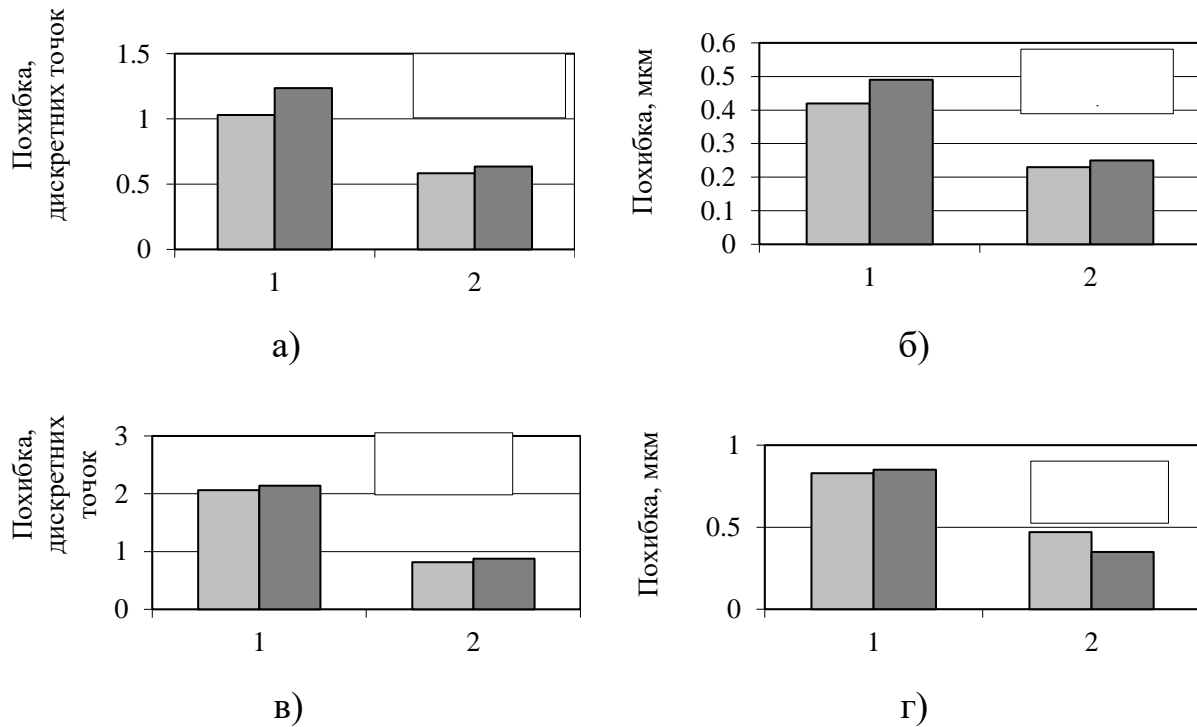 Похибка,
дискретних точок
1.5
1
0.5
0
1
2
а)
Похибка, мкм
0.6
0.5
0.4
0.3
0.2
0.1
0
1
2
б)
Похибка,
дискретних
точок
3
2
1
0
1
2
в)
Похибка, мкм
1
0.5
0
1
2
г)